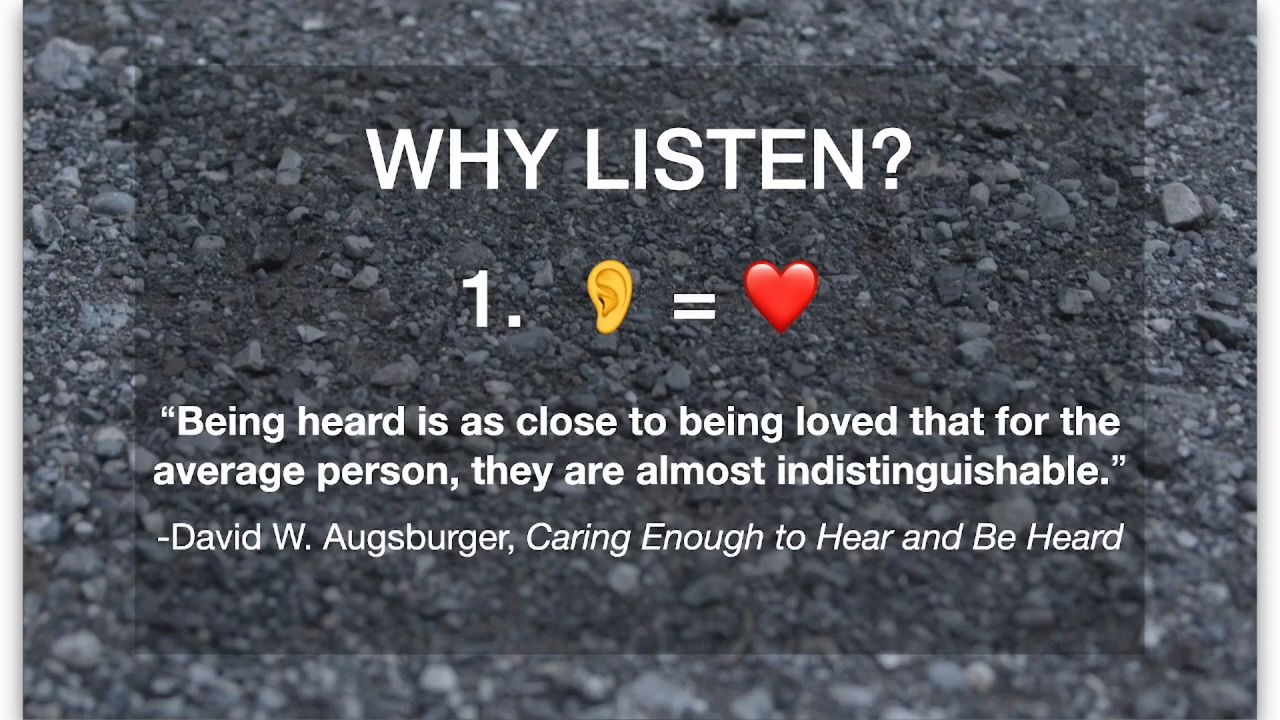 WHY LISTEN?
1. 👂 = ❤️
“Being heard is as close to being loved that for the
average person, they are almost indistinguishable.”
-David W. Augsburger, Caring Enough to Hear and Be Heard